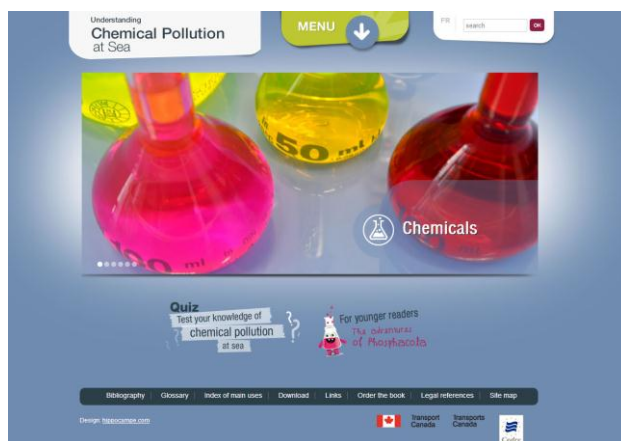 Understanding
Chemical Pollution
at Sea
MENU
FR
search
OK
50 ml
ml
Chemicals
Quiz
Test your knowledge of
chemical pollution
at sea
For younger readers
The adventures
of Phosphacola
Bibliography | Glossary | Index of main uses | Download | Links | Order the book | Legal references | Site map
Design: hippocampe.com
Transport Transports
Canada Canada
Cedre